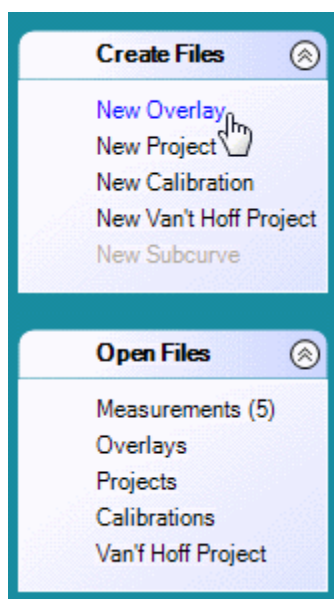 Create Files
New Overlay
New Project
New Calibration
New Van't Hoff Project
New Subcurve
Open Files
Measurements (5)
Overlays
Projects
Calibrations
Van'f Hoff Project